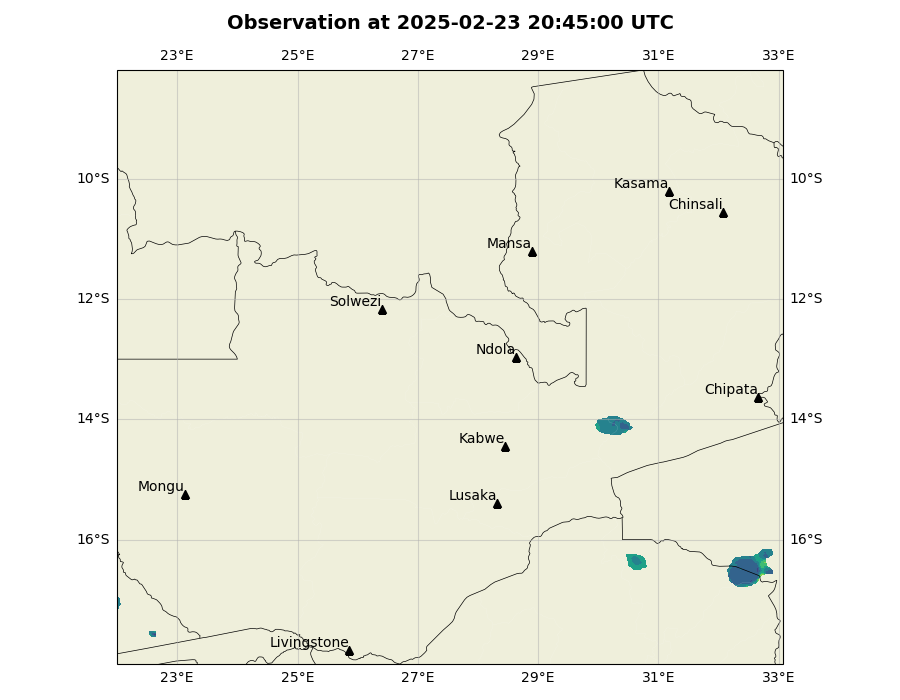 Observation at 2025-02-23 20:45:00 UTC
23°E 25°E 27°E 29°E 31°E 33°E
10°S 10°S
Kasama
Chinsali
Mansa
12°S 12°S
Solwezi
Ndola
Chipata
14°S 14°S
Kabwe
Mongu
Lusaka
16°S 16°S
Livingstone
23°E 25°E 27°E 29°E 31°E 33°E